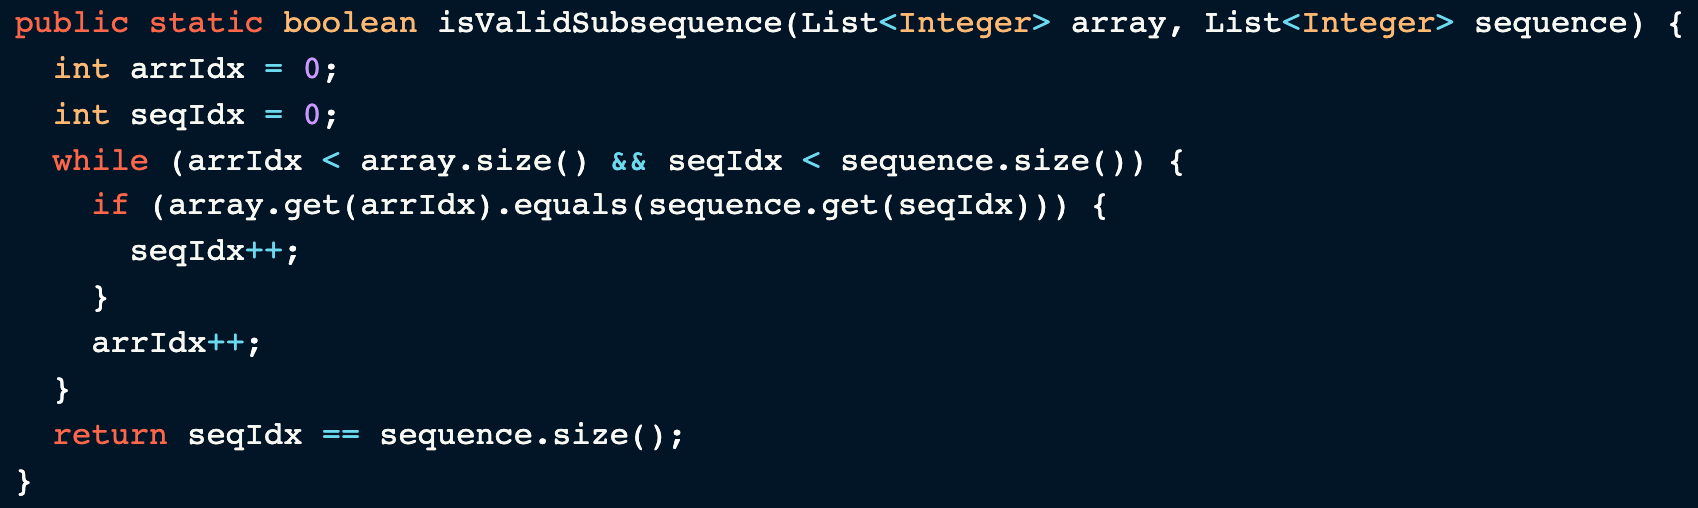 public static boolean isValidSubsequence(List<Integer> array, List<Integer> sequence) {
  int arrIdx = 0;
  int seqIdx = 0;
  while (arrIdx < array.size() && seqIdx < sequence.size()) {
    if (array.get(arrIdx).equals(sequence.get(seqIdx))) {
      seqIdx++;
    }
    arrIdx++;
  }
  return seqIdx == sequence.size();
}